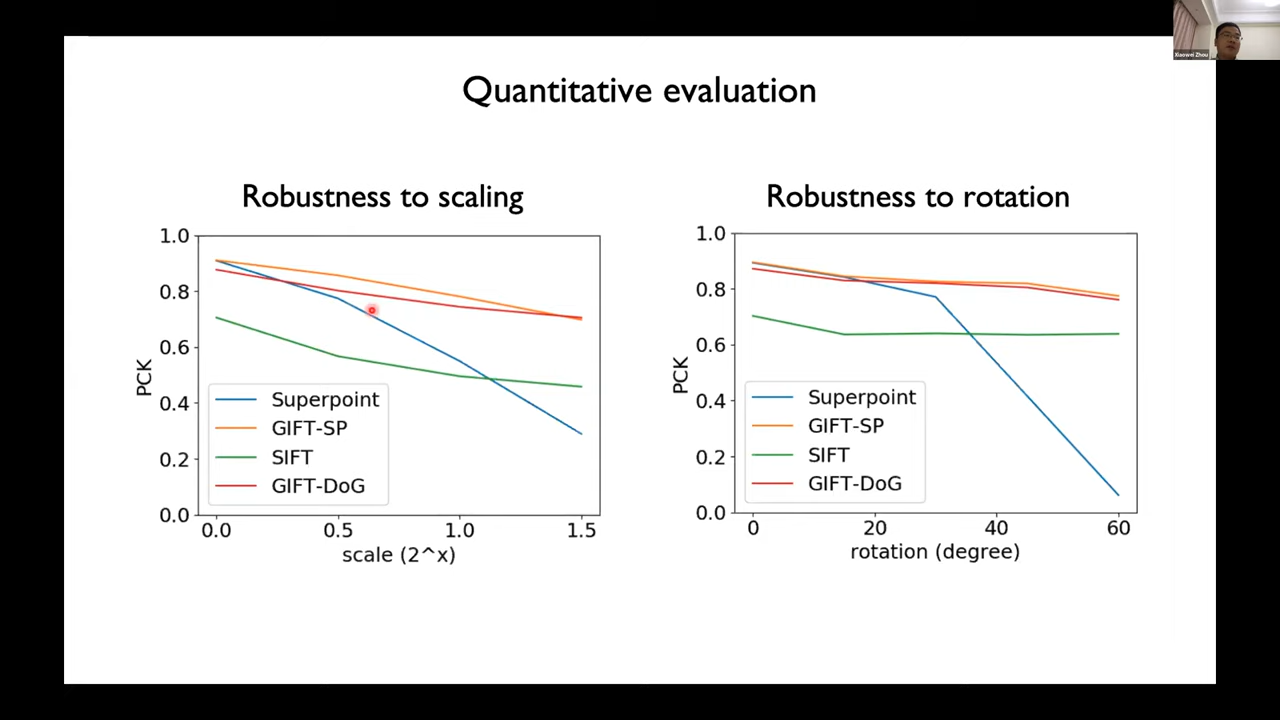 Xiaowei Zhou
Quantitative evaluation
Robustness to scaling
1.0
0.8
0.6
0.4
0.2
0.0
PCK
Superpoint
GIFT-SP
SIFT
GIFT-DoG
0.0 0.5 1.0 1.5
scale (2^x)
Robustness to rotation
1.0
0.8
0.6
0.4
0.2
0.0
PCK
Superpoint
GIFT-SP
SIFT
GIFT-DoG
0 20 40 60
rotation (degree)